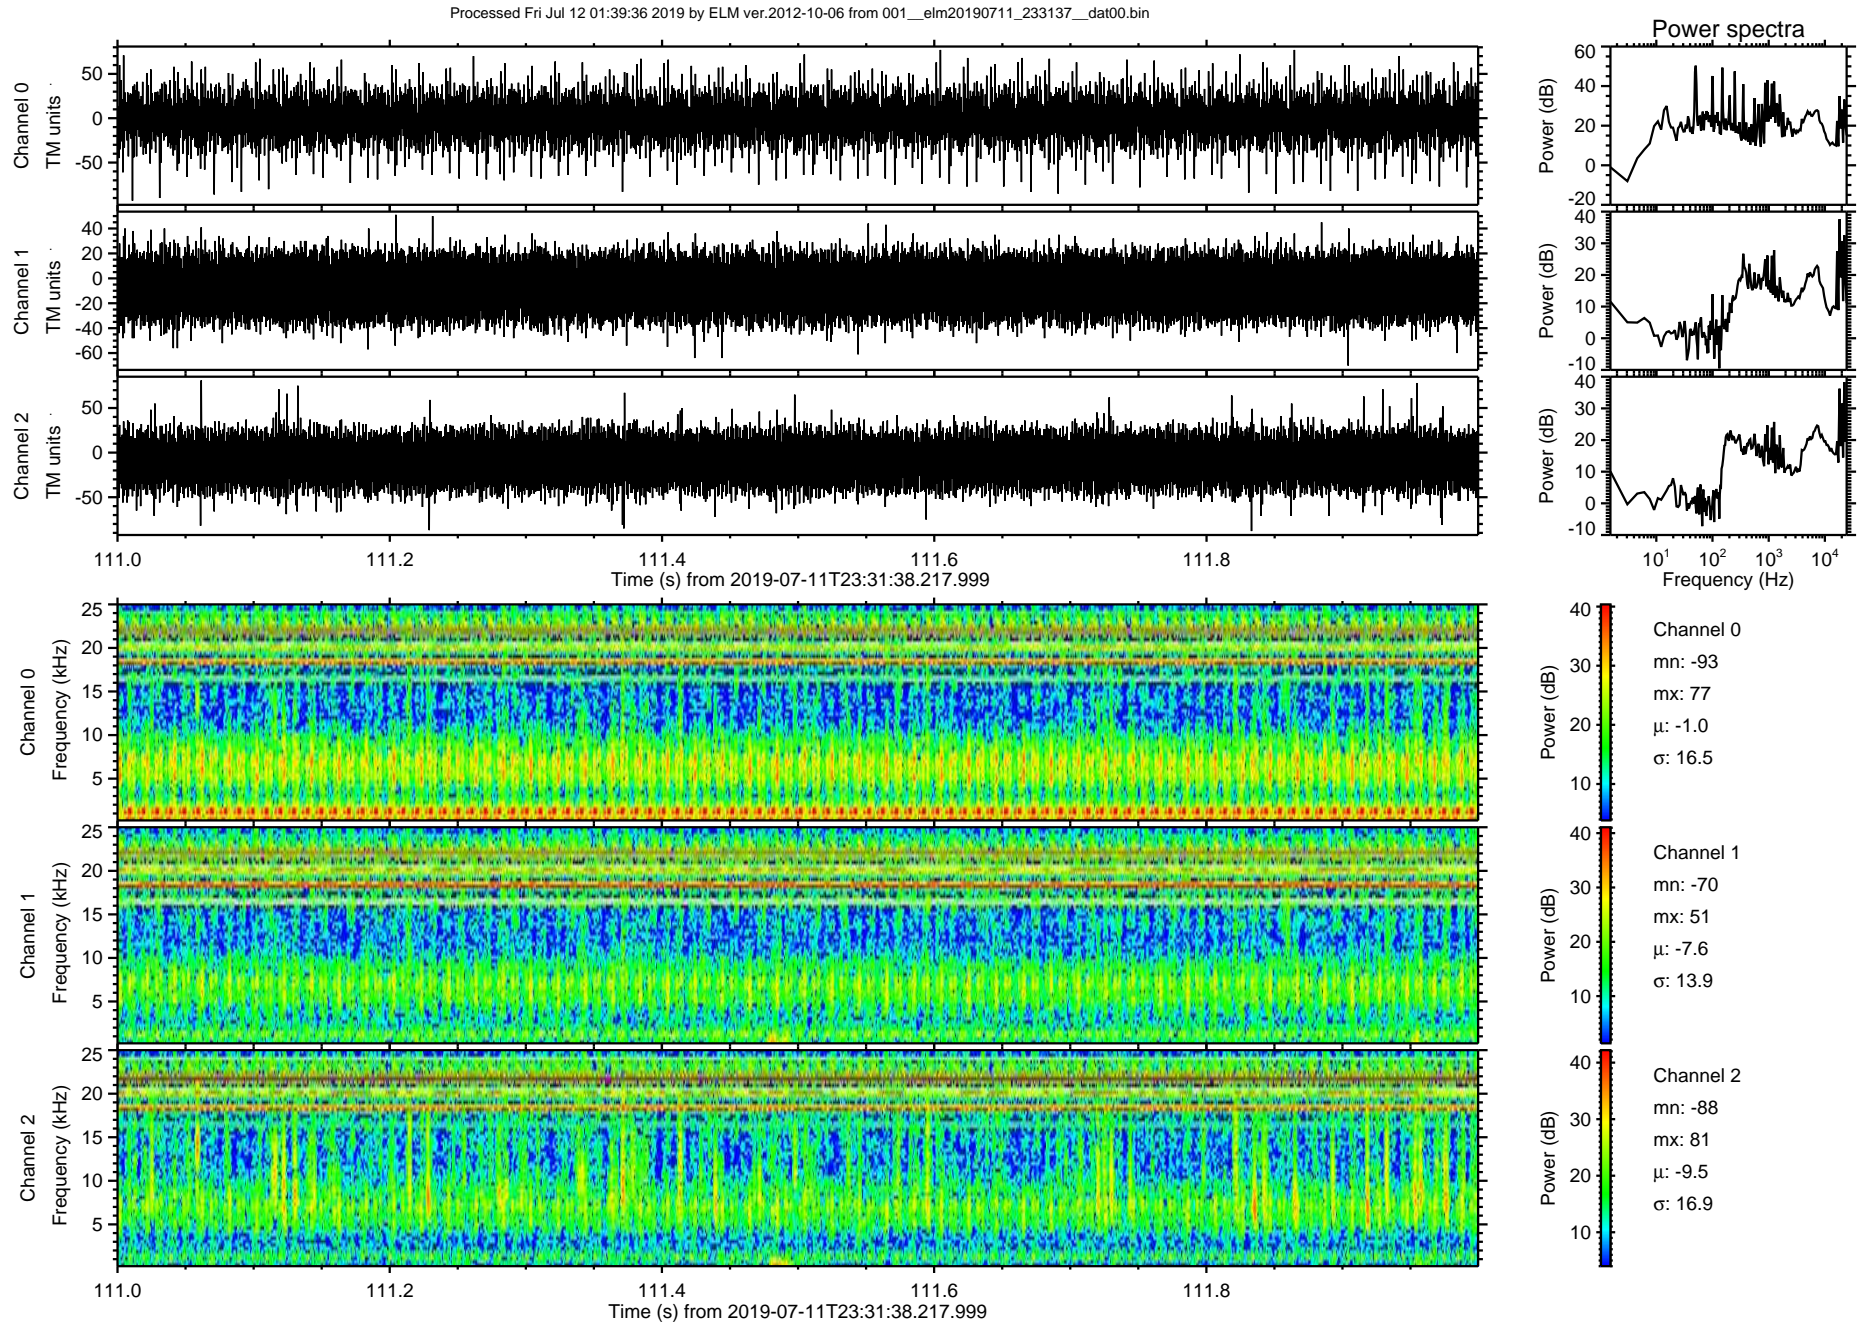 Processed Fri Jul 12 01:39:36 2019 by ELM ver.2012-10-06 from 001__elm20190711_233137__dat00.bin
Power spectra
Channel 0
TM units
50
0
-50
Power (dB)
60
40
20
0
-20
Channel 1
TM units
40
20
0
-20
-40
-60
Power (dB)
40
30
20
10
0
-10
Channel 2
TM units
50
0
-50
Power (dB)
40
30
20
10
0
-10
111.0 111.2 111.4 111.6 111.8
Time (s) from 2019-07-11T23:31:38.217.999
10^1 10^2 10^3 10^4
Frequency (Hz)
Channel 0
Frequency (kHz)
25
20
15
10
5
Power (dB)
40
30
20
10
Channel 0
mn: -93
mx: 77
μ: -1.0
σ: 16.5
Channel 1
Frequency (kHz)
25
20
15
10
5
Power (dB)
40
30
20
10
Channel 1
mn: -70
mx: 51
μ: -7.6
σ: 13.9
Channel 2
Frequency (kHz)
25
20
15
10
5
Power (dB)
40
30
20
10
Channel 2
mn: -88
mx: 81
μ: -9.5
σ: 16.9
111.0 111.2 111.4 111.6 111.8
Time (s) from 2019-07-11T23:31:38.217.999